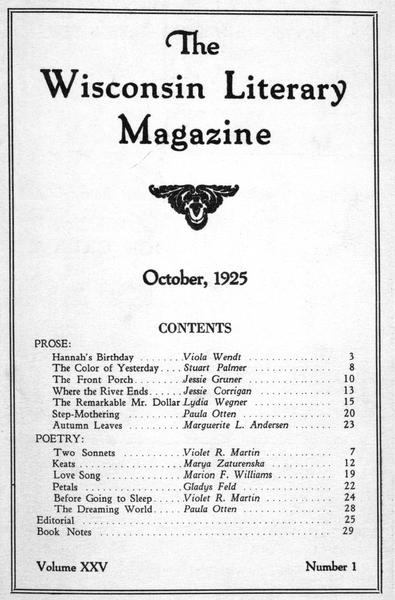 The
Wisconsin Literary
Magazine
October, 1925
CONTENTS
PROSE:
Hannah's Birthday ........ Viola Wendt ................ 3
The Color of Yesterday.... Stuart Palmer ................ 8
The Front Porch........ Jessie Gruner ................ 10
Where the River Ends...... Jessie Corrigan ................ 13
The Remarkable Mr. Dollar Lydia Wegner ................ 15
Step-Mothering .......... Paula Otten ................ 20
Autumn Leaves .......... Marguerite L. Andersen ........ 23
POETRY:
Two Sonnets ............ Violet R. Martin ................ 7
Keats .................. Marya Zaturenska ................ 12
Love Song .............. Marion F. Williams ................ 19
Petals .................. Gladys Feld ................ 22
Before Going to Sleep..... Violet R. Martin ................ 24
The Dreaming World..... Paula Otten ................ 28
Editorial ........................................ 25
Book Notes ........................................ 29
Volume XXV Number 1